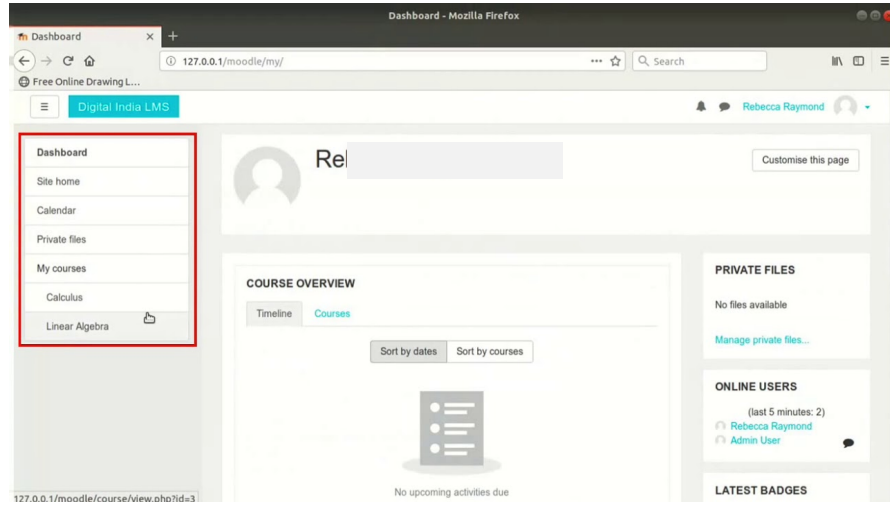 Dashboard - Mozilla Firefox
Dashboard
127.0.0.1/moodle/my/
Search
Free Online Drawing L...
Digital India LMS
Rebecca Raymond
Dashboard
Site home
Calendar
Private files
My courses
Calculus
Linear Algebra
Customise this page
COURSE OVERVIEW
Timeline Courses
Sort by dates Sort by courses
No upcoming activities due
PRIVATE FILES
No files available
Manage private files...
ONLINE USERS
(last 5 minutes: 2)
Rebecca Raymond
Admin User
LATEST BADGES
127.0.0.1/moodle/course/view.php?id=3